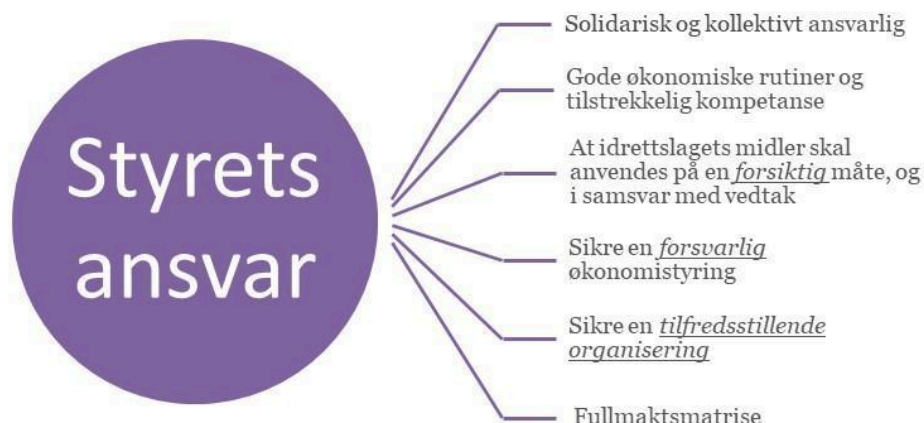 Styrets
ansvar
Solidarisk og kollektivt ansvarlig
Gode økonomiske rutiner og
tilstrekkelig kompetanse
At idrettslagets midler skal
anvendes på en forsiktig måte, og
i samsvar med vedtak
Sikre en forsvarlig
økonomistyring
Sikre en tilfredsstillende
organisering
Fullmaktsmatrise